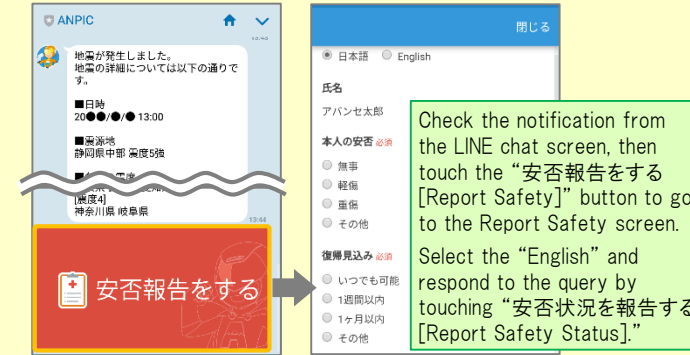 ANPIC
地震が発生しました。
地震の詳細については以下の通りで
す。
■日時
20●●/●/● 13:00
■震源地
静岡県中部 震度5強
[震度4]
神奈川県 岐阜県
13:44
安否報告をする
閉じる
日本語 English
氏名
アバンセ太郎
本人の安否 必須
無事
軽傷
重傷
その他
復帰見込み 必須
いつでも可能
1週間以内
1ヶ月以内
その他
Check the notification from
the LINE chat screen, then
touch the “安否報告をする
[Report Safety]” button to go
to the Report Safety screen.
Select the “English” and
respond to the query by
touching “安否状況を報告する
[Report Safety Status].”